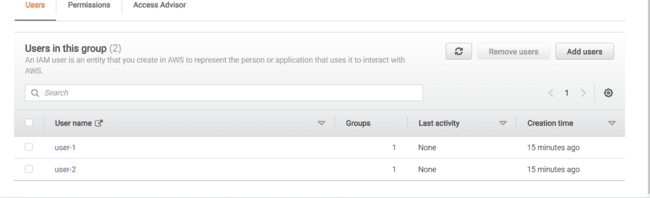 Users Permissions Access Advisor
Users in this group (2)
Remove users Add users
An IAM user is an entity that you create in AWS to represent the person or application that uses it to interact with
AWS.
Search
1
User name Groups Last activity Creation time
user-1 1 None 15 minutes ago
user-2 1 None 15 minutes ago